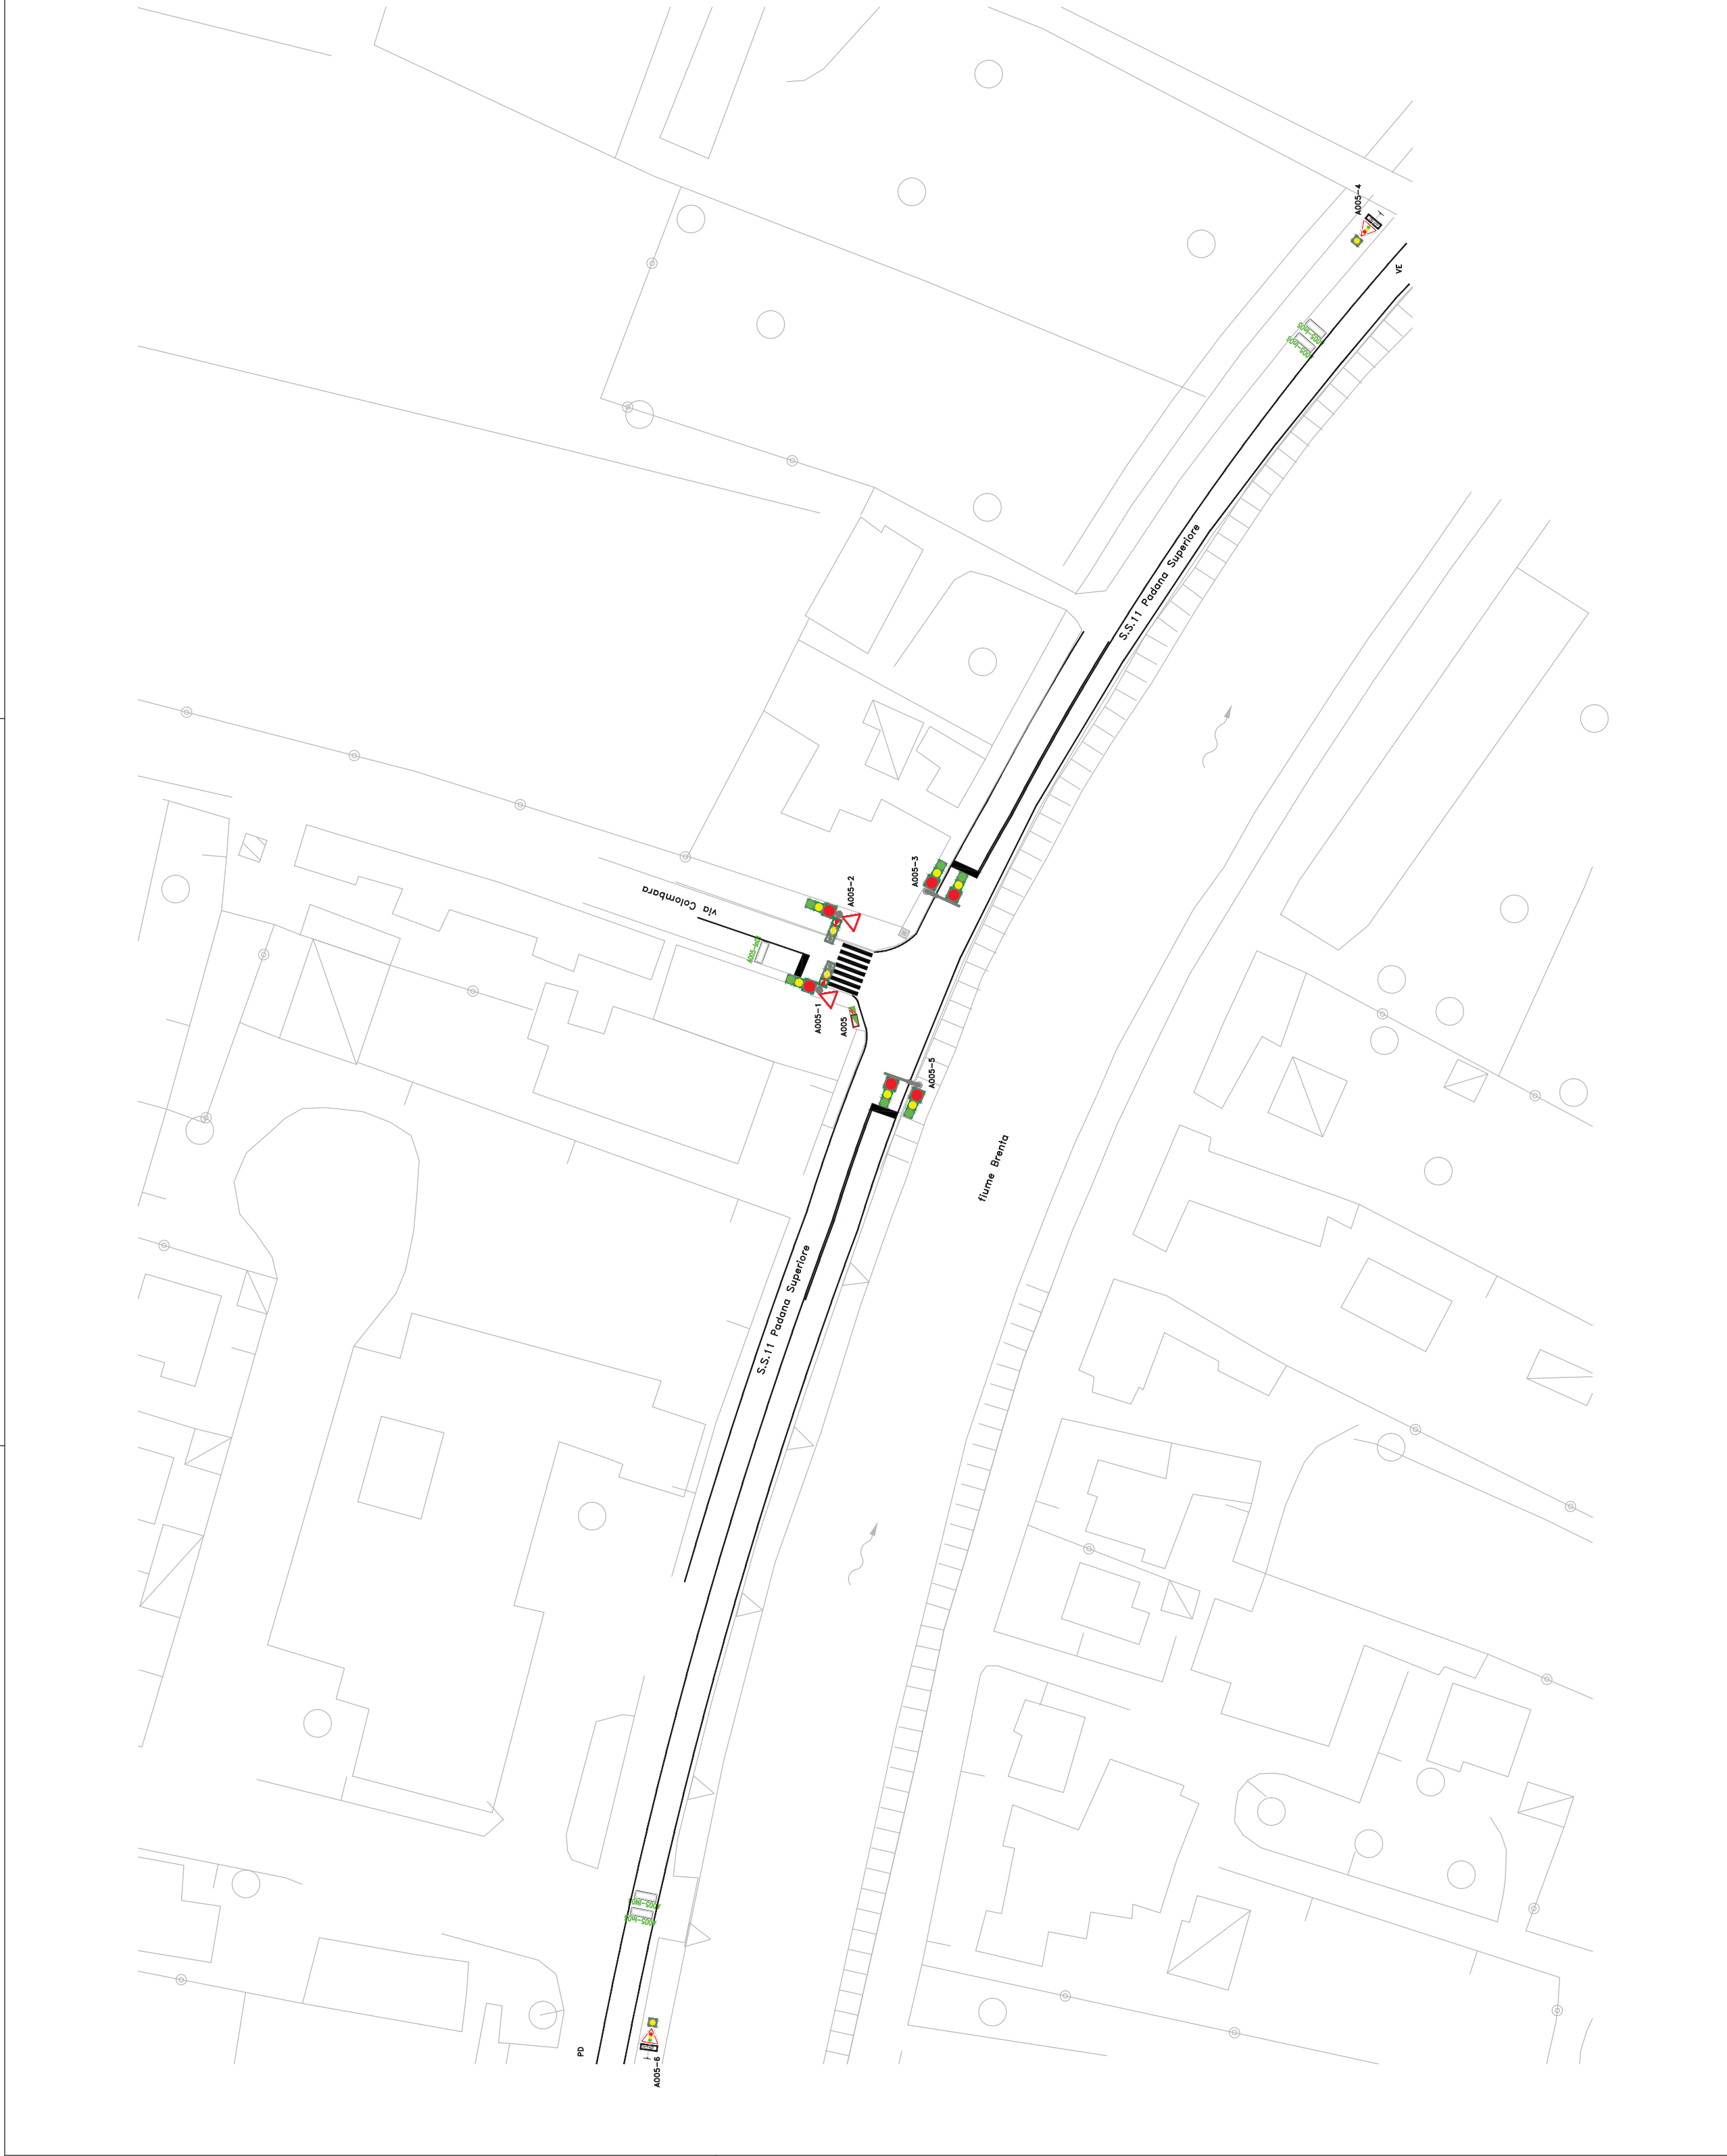 A005-4
VE
S.S.11 Padana Superiore
A005-3
A005-2
via Colombara
A005-1
A005
A005-5
fiume Brenta
S.S.11 Padana Superiore
PD
A005-6